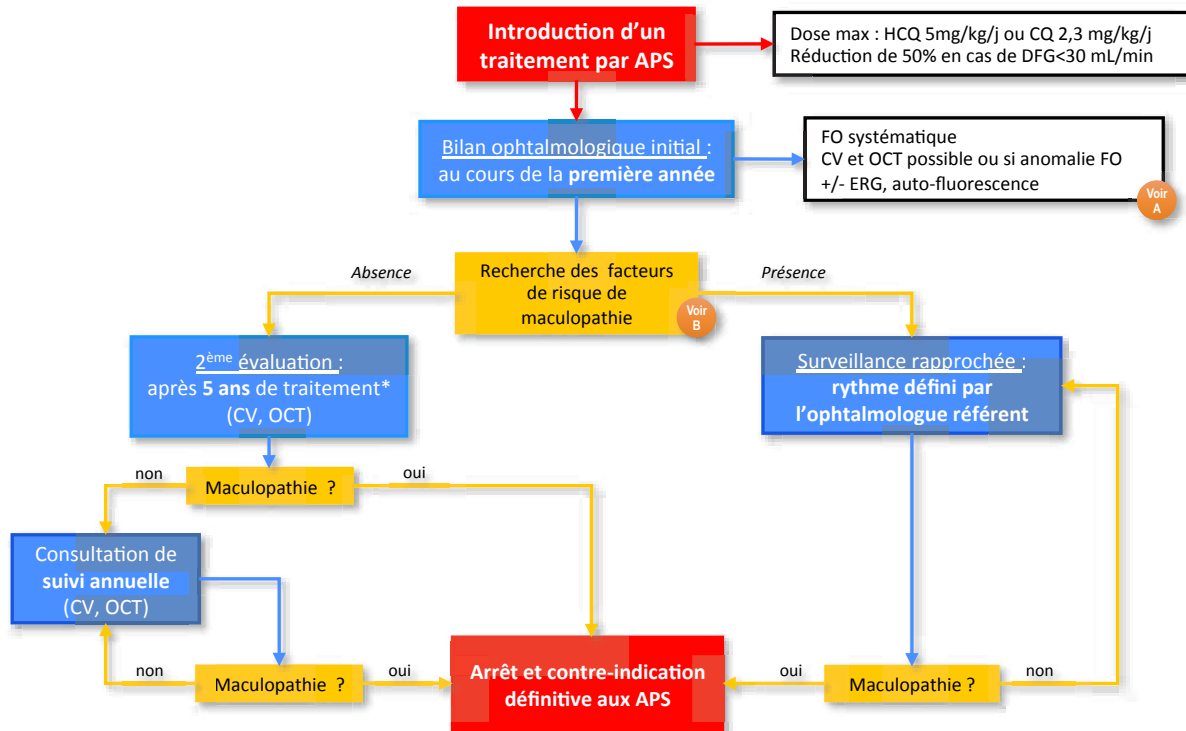 Introduction d’un
traitement par APS
Dose max : HCQ 5mg/kg/j ou CQ 2,3 mg/kg/j
Réduction de 50% en cas de DFG<30 mL/min
Bilan ophtalmologique initial :
au cours de la première année
FO systématique
CV et OCT possible ou si anomalie FO
+/- ERG, auto-fluorescence
Voir
A
Absence
Recherche des facteurs
de risque de
maculopathie
Voir
B
Présence
2ème évaluation :
après 5 ans de traitement*
(CV, OCT)
Surveillance rapprochée :
rythme défini par
l’ophtalmologue référent
non
Maculopathie ?
oui
Consultation de
suivi annuelle
(CV, OCT)
non
Maculopathie ?
oui
Arrêt et contre-indication
définitive aux APS
oui
Maculopathie ?
non